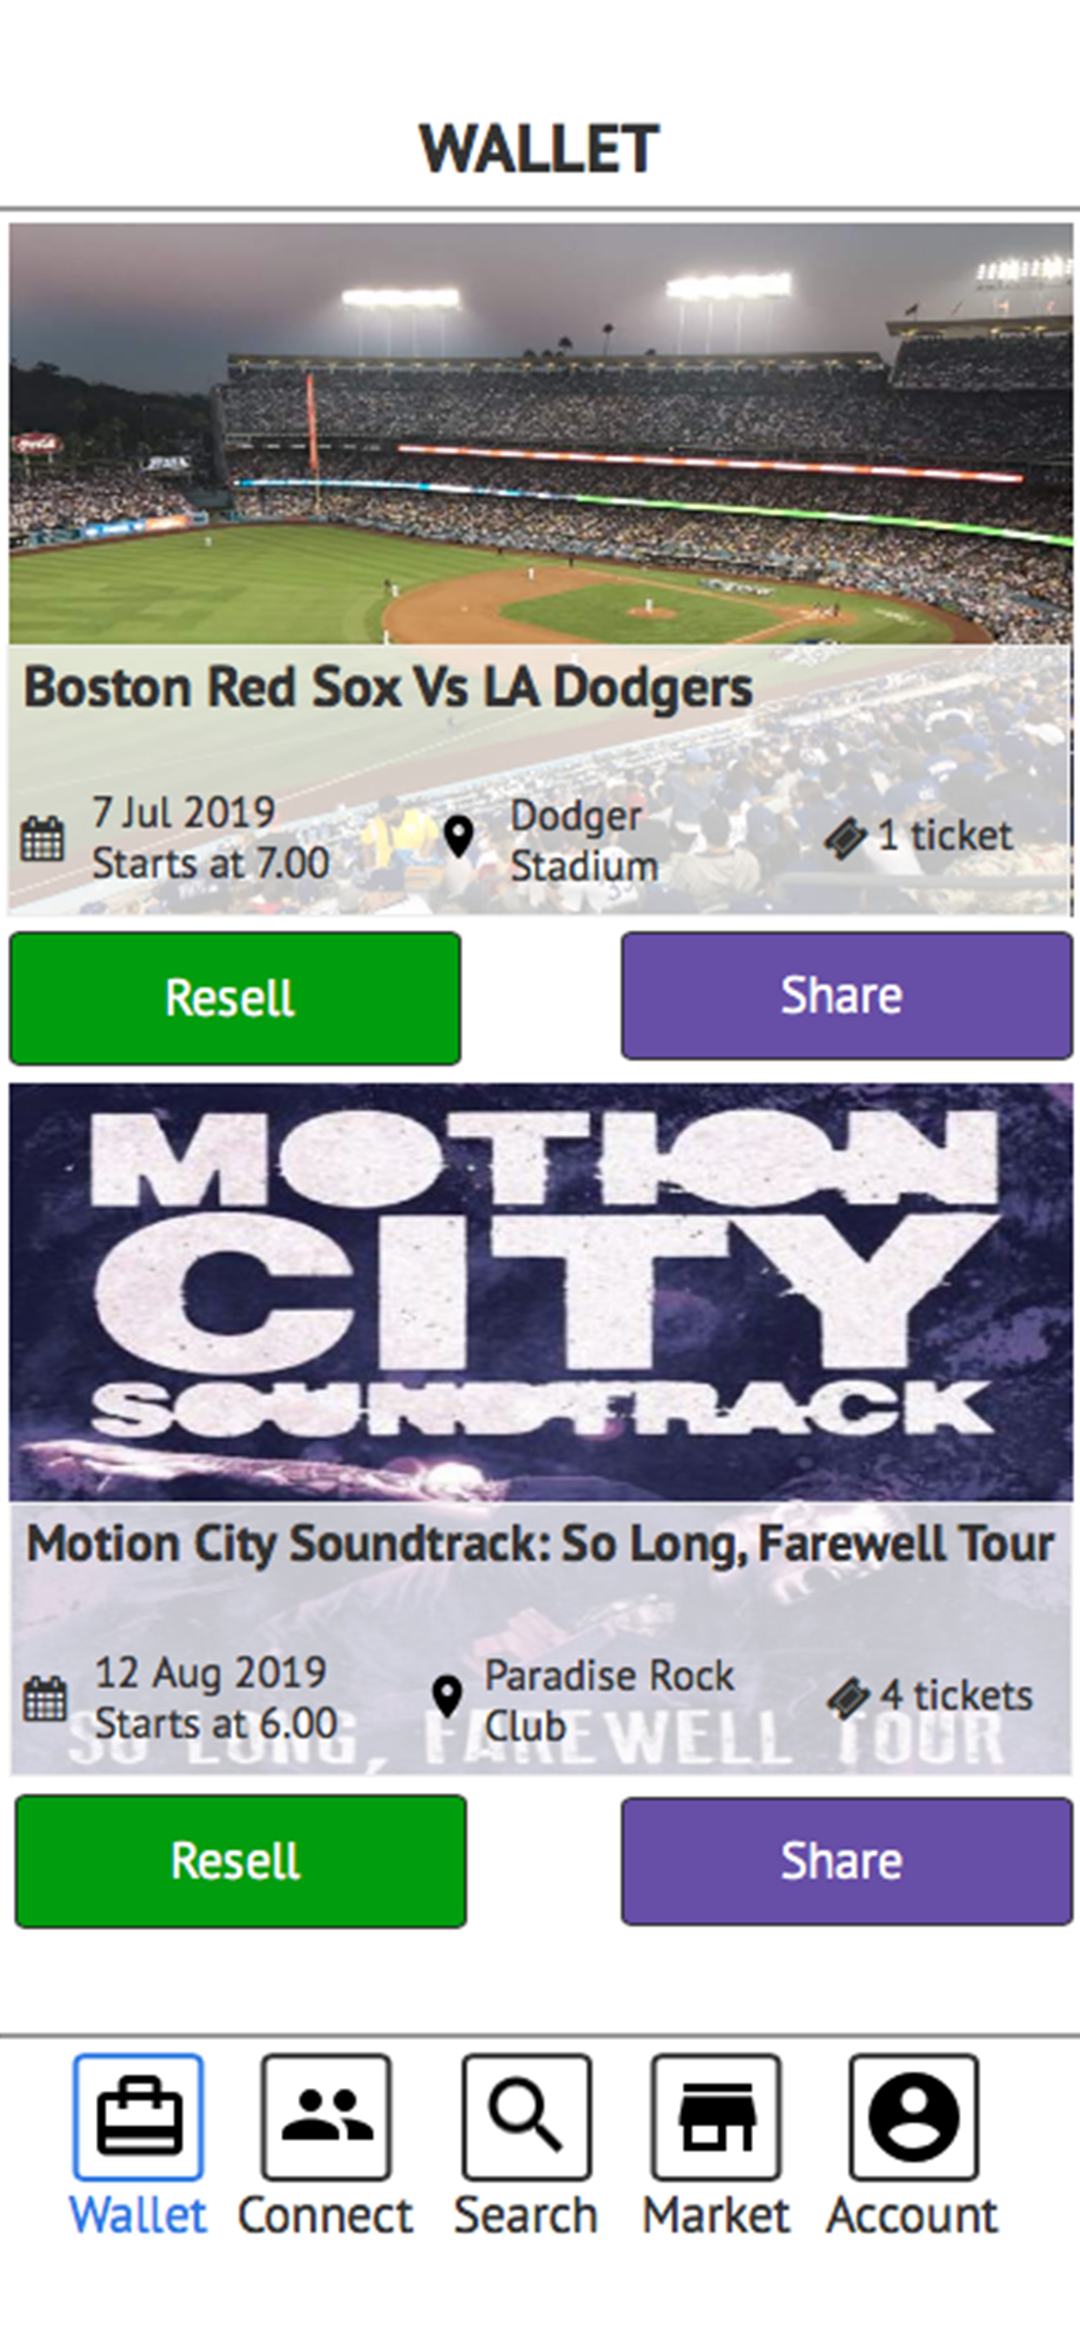 WALLET
Coca-Cola
Boston Red Sox Vs LA Dodgers
7 Jul 2019
Starts at 7.00
Dodger
Stadium
1 ticket
Resell
Share
MOTION
CITY
SOUNDTRACK
Motion City Soundtrack: So Long, Farewell Tour
12 Aug 2019
Starts at 6.00
Paradise Rock
Club
4 tickets
SO LONG, FAREWELL TOUR
Resell
Share
Wallet
Connect
Search
Market
Account